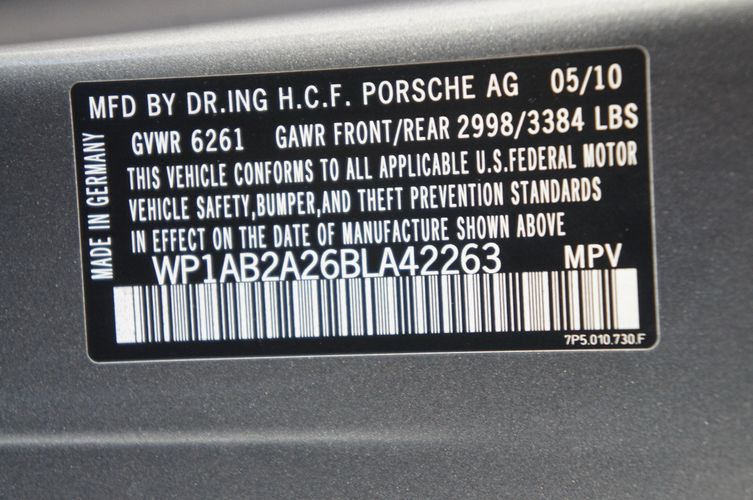 MFD BY DR.ING H.C.F. PORSCHE AG 05/10
GVWR 6261 GAWR FRONT/REAR 2998/3384 LBS
THIS VEHICLE CONFORMS TO ALL APPLICABLE U.S.FEDERAL MOTOR
VEHICLE SAFETY,BUMPER,AND THEFT PREVENTION STANDARDS
IN EFFECT ON THE DATE OF MANUFACTURE SHOWN ABOVE
MADE IN GERMANY
WP1AB2A26BLA42263 MPV
7P5.010.730.F